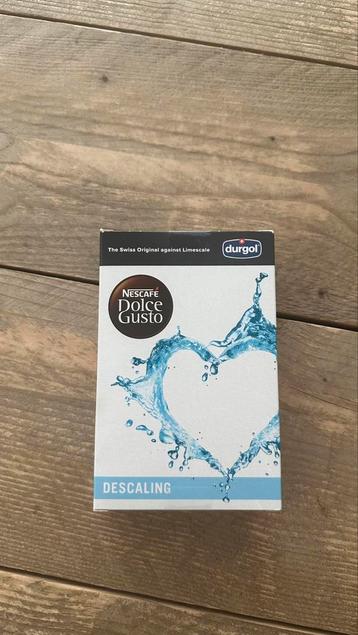 The Swiss Original against Limescale
durgol
NESCAFÉ
Dolce
Gusto
DESCALING